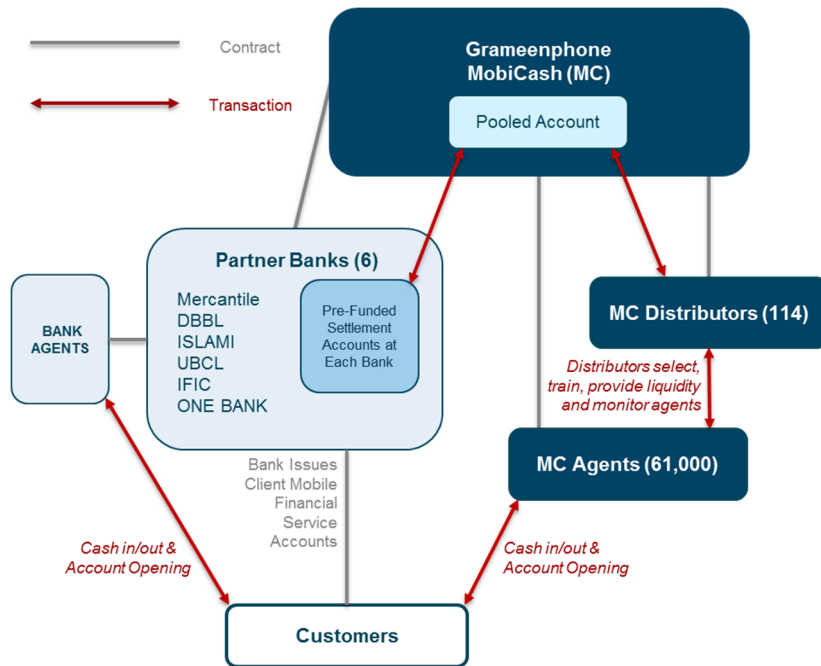 Contract
Transaction
Grameenphone
MobiCash (MC)
Pooled Account
Partner Banks (6)
Mercantile
DBBL
ISLAMI
UBCL
IFIC
ONE BANK
Pre-Funded
Settlement
Accounts at
Each Bank
BANK
AGENTS
MC Distributors (114)
Distributors select,
train, provide liquidity
and monitor agents
MC Agents (61,000)
Bank Issues
Client Mobile
Financial
Service
Accounts
Cash in/out &
Account Opening
Cash in/out &
Account Opening
Customers